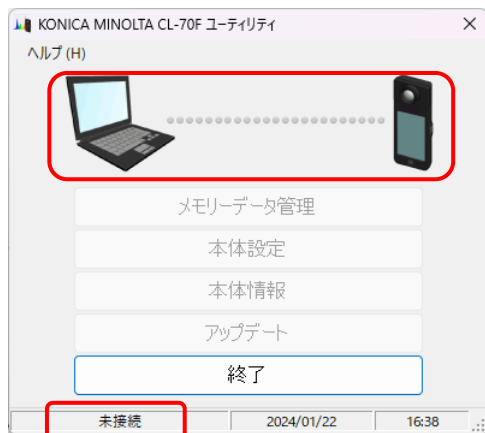 KONICA MINOLTA CL-70F ユーティリティ
ヘルプ(H)
メモリーデータ管理
本体設定
本体情報
アップデート
終了
未接続 2024/01/22 16:38